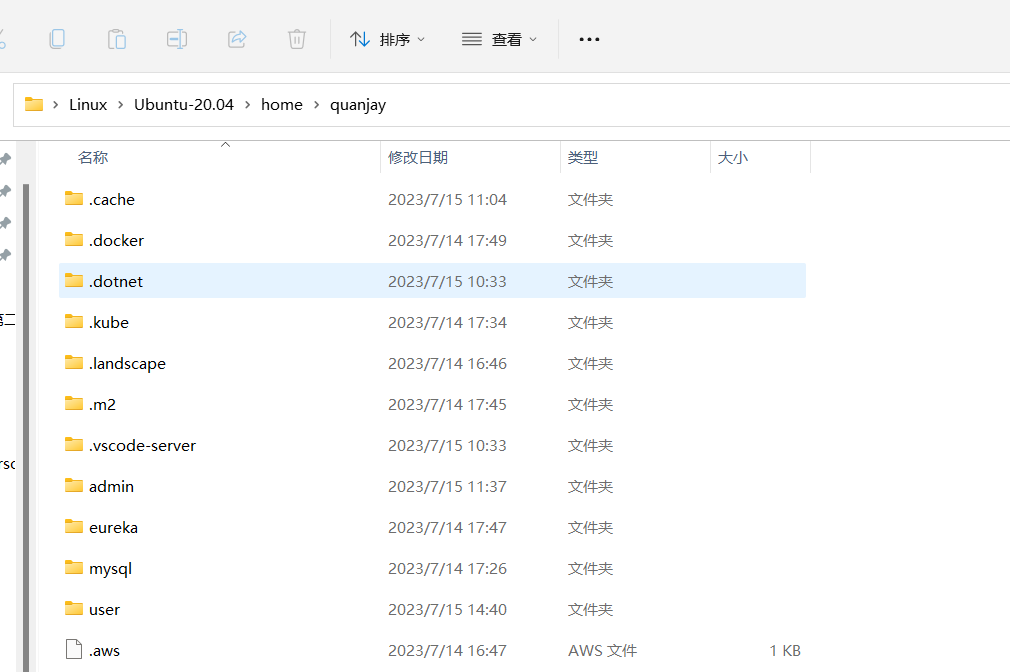 排序 查看
Linux Ubuntu-20.04 home quanjay
名称 修改日期 类型 大小
.cache 2023/7/15 11:04 文件夹
.docker 2023/7/14 17:49 文件夹
.dotnet 2023/7/15 10:33 文件夹
.kube 2023/7/14 17:34 文件夹
.landscape 2023/7/14 16:46 文件夹
.m2 2023/7/14 17:45 文件夹
.vscode-server 2023/7/15 10:33 文件夹
admin 2023/7/15 11:37 文件夹
eureka 2023/7/14 17:47 文件夹
mysql 2023/7/14 17:26 文件夹
user 2023/7/15 14:40 文件夹
.aws 2023/7/14 16:47 AWS 文件 1 KB